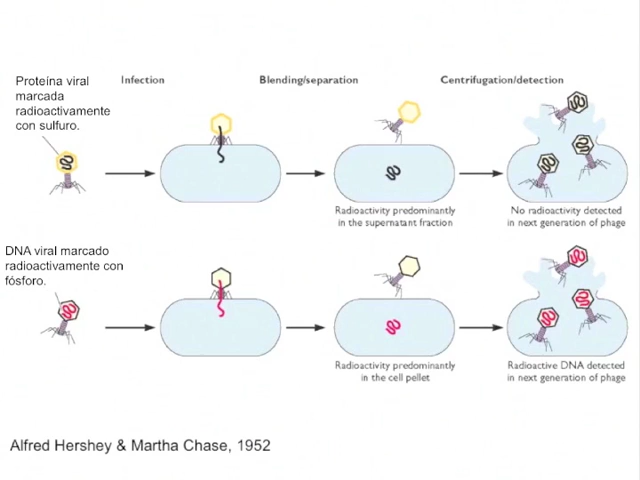 Proteína viral
marcada
radioactivamente
con sulfuro.
Infection
Blending/separation
Centrifugation/detection
Radioactivity predominantly
in the supernatant fraction
No radioactivity detected
in next generation of phage
DNA viral marcado
radioactivamente con
fósforo.
Radioactivity predominantly
in the cell pellet
Radioactive DNA detected
in next generation of phage
Alfred Hershey & Martha Chase, 1952